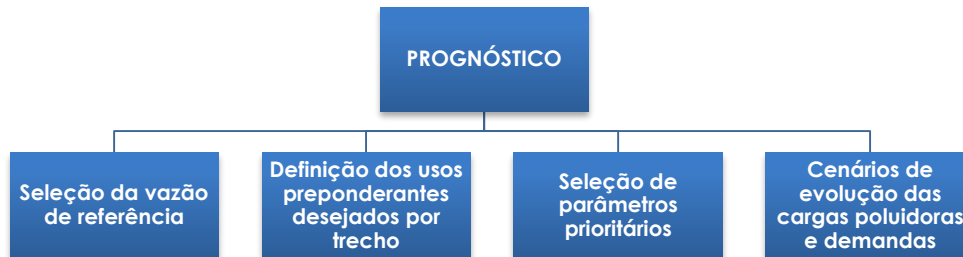 PROGNÓSTICO
Seleção da vazão
de referência
Definição dos usos
preponderantes
desejados por
trecho
Seleção de
parâmetros
prioritários
Cenários de
evolução das
cargas poluidoras
e demandas